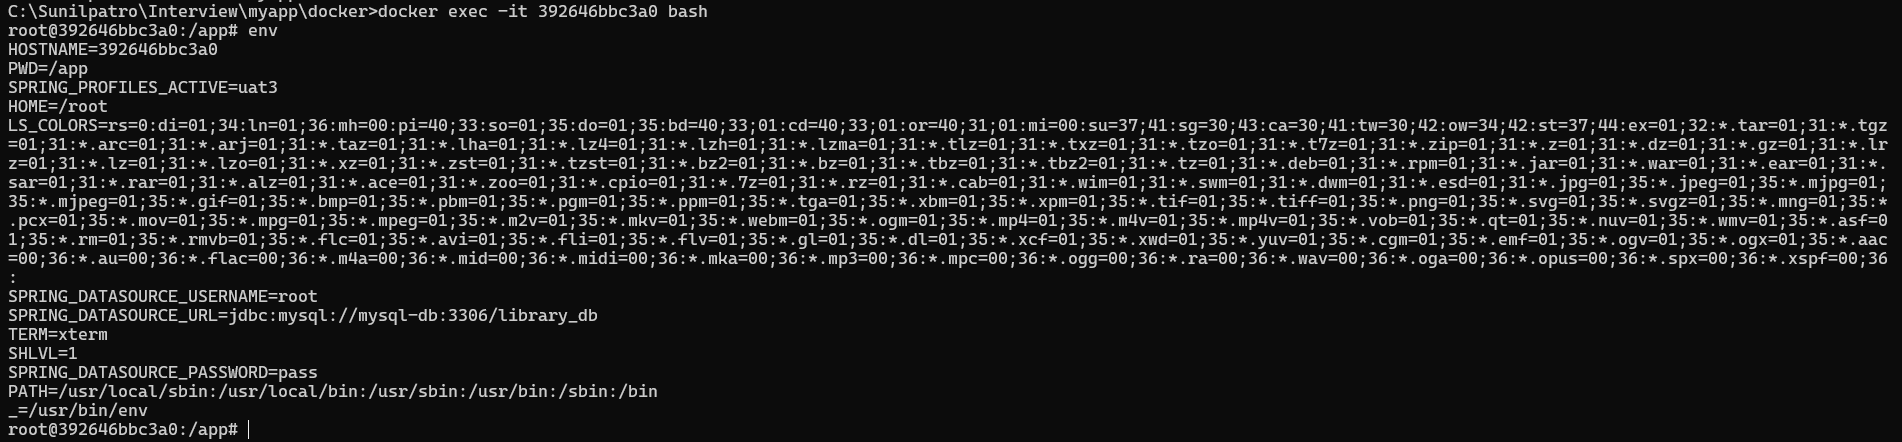 C:\Sunilpatro\Interview\myapp\docker>docker exec -it 392646bbc3a0 bash
root@392646bbc3a0:/app# env
HOSTNAME=392646bbc3a0
PWD=/app
SPRING_PROFILES_ACTIVE=uat3
HOME=/root
LS_COLORS=rs=0:di=01;34:ln=01;36:mh=00:pi=40;33:so=01;35:do=01;35:bd=40;33;01:cd=40;33;01:or=40;31;01:mi=00:su=37;41:sg=30;43:ca=30;41:tw=30;42:ow=34;42:st=37;44:ex=01;32:*.tar=01;31:*.tgz
=01;31:*.arc=01;31:*.arj=01;31:*.taz=01;31:*.lha=01;31:*.lz4=01;31:*.lzh=01;31:*.lzma=01;31:*.tlz=01;31:*.txz=01;31:*.tzo=01;31:*.t7z=01;31:*.zip=01;31:*.z=01;31:*.dz=01;31:*.gz=01;31:*.lr
z=01;31:*.lz=01;31:*.lzo=01;31:*.xz=01;31:*.zst=01;31:*.tzst=01;31:*.bz2=01;31:*.bz=01;31:*.tbz=01;31:*.tbz2=01;31:*.tz=01;31:*.deb=01;31:*.rpm=01;31:*.jar=01;31:*.war=01;31:*.ear=01;31:*.
sar=01;31:*.rar=01;31:*.alz=01;31:*.ace=01;31:*.zoo=01;31:*.cpio=01;31:*.7z=01;31:*.rz=01;31:*.cab=01;31:*.wim=01;31:*.swm=01;31:*.dwm=01;31:*.esd=01;31:*.jpg=01;35:*.jpeg=01;35:*.mjpg=01;
35:*.mjpeg=01;35:*.gif=01;35:*.bmp=01;35:*.pbm=01;35:*.pgm=01;35:*.ppm=01;35:*.tga=01;35:*.xbm=01;35:*.xpm=01;35:*.tif=01;35:*.tiff=01;35:*.png=01;35:*.svg=01;35:*.svgz=01;35:*.mng=01;35:*
.pcx=01;35:*.mov=01;35:*.mpg=01;35:*.mpeg=01;35:*.m2v=01;35:*.mkv=01;35:*.webm=01;35:*.ogm=01;35:*.mp4=01;35:*.m4v=01;35:*.mp4v=01;35:*.vob=01;35:*.qt=01;35:*.nuv=01;35:*.wmv=01;35:*.asf=0
1;35:*.rm=01;35:*.rmvb=01;35:*.flc=01;35:*.avi=01;35:*.fli=01;35:*.flv=01;35:*.gl=01;35:*.dl=01;35:*.xcf=01;35:*.xwd=01;35:*.yuv=01;35:*.cgm=01;35:*.emf=01;35:*.ogv=01;35:*.ogx=01;35:*.aac
=00;36:*.au=00;36:*.flac=00;36:*.m4a=00;36:*.mid=00;36:*.midi=00;36:*.mka=00;36:*.mp3=00;36:*.mpc=00;36:*.ogg=00;36:*.ra=00;36:*.wav=00;36:*.oga=00;36:*.opus=00;36:*.spx=00;36:*.xspf=00;36
:
SPRING_DATASOURCE_USERNAME=root
SPRING_DATASOURCE_URL=jdbc:mysql://mysql-db:3306/library_db
TERM=xterm
SHLVL=1
SPRING_DATASOURCE_PASSWORD=pass
PATH=/usr/local/sbin:/usr/local/bin:/usr/sbin:/usr/bin:/sbin:/bin
_=/usr/bin/env
root@392646bbc3a0:/app#